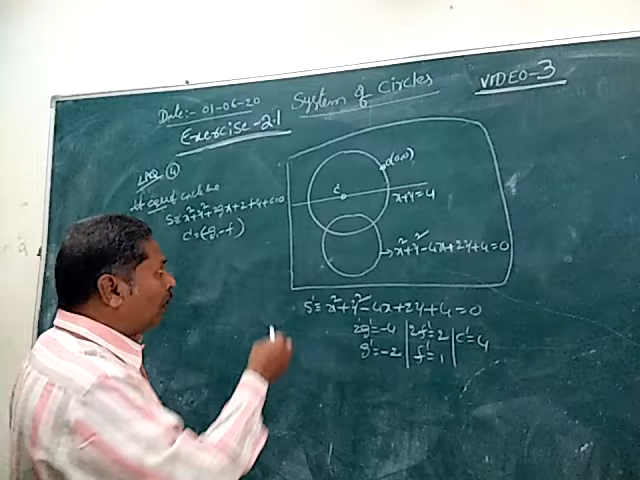 Date:- 01-06-20
System of Circles
VIDEO-3
Exercise-2.1
LAQ ④
let equᵗ circle be
S≡x²+y²+2gx+2fy+c=0
C=(-g,-f)
O(0,0)
C
x+y=4
x²+y²-4x+2y+4=0
S'≡x²+y²-4x+2y+4=0
2g'=-4 | 2f'=2 | c'=4
g'=-2 | f'=1